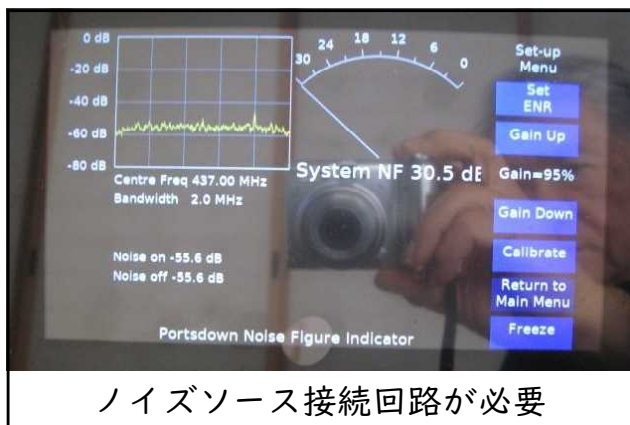 0 dB
-20 dB
-40 dB
-60 dB
-80 dB
Centre Freq 437.00 MHz
Bandwidth 2.0 MHz
Noise on -55.6 dB
Noise off -55.6 dB
30 24 18 12 6 0
System NF 30.5 dB
Set-up
Menu
Set
ENR
Gain Up
Gain=95%
Gain Down
Calibrate
Return to
Main Menu
Freeze
Portsdown Noise Figure Indicator
ノイズソース接続回路が必要